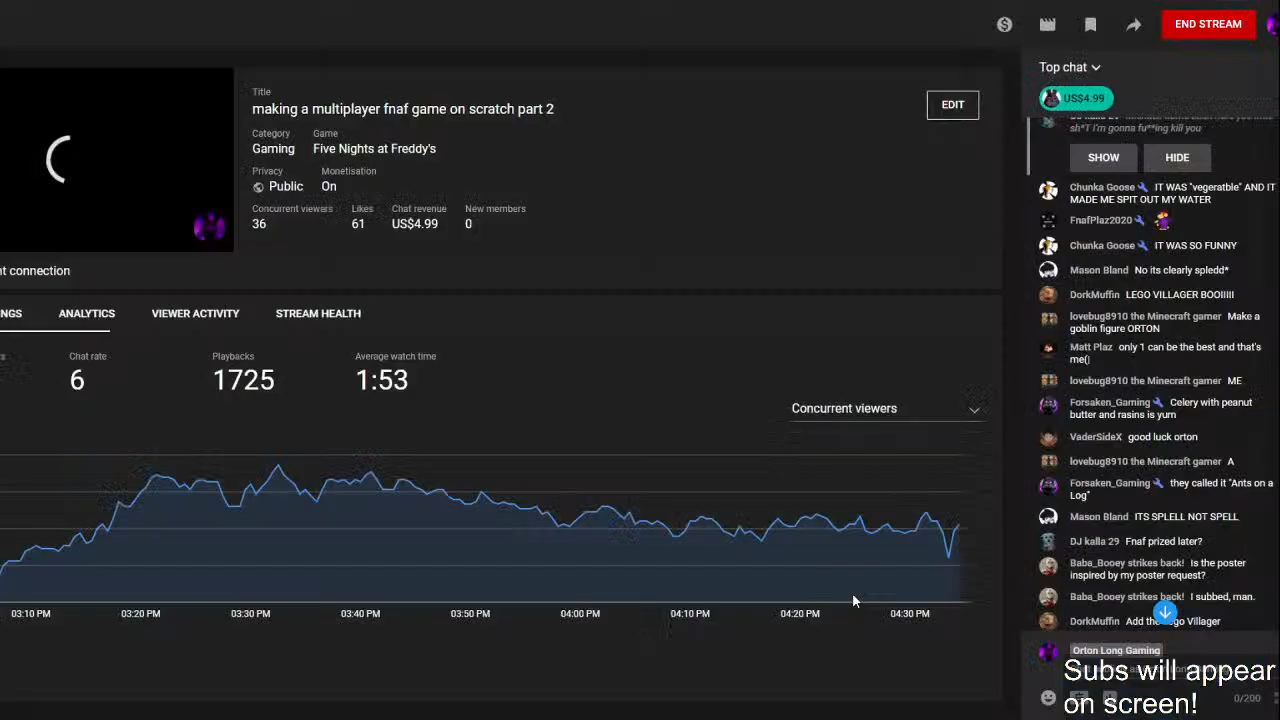 END STREAM
Top chat
US$4.99
sh*T i'm gonna fu**ing kill you
SHOW
HIDE
Title
making a multiplayer fnaf game on scratch part 2
EDIT
Category
Game
Gaming
Five Nights at Freddy's
Privacy
Monetisation
Public
On
Concurrent viewers
Likes
Chat revenue
New members
36
61
US$4.99
0
nt connection
NGS
ANALYTICS
VIEWER ACTIVITY
STREAM HEALTH
Chat rate
Playbacks
Average watch time
6
1725
1:53
Concurrent viewers
03:10 PM
03:20 PM
03:30 PM
03:40 PM
03:50 PM
04:00 PM
04:10 PM
04:20 PM
04:30 PM
Chunka Goose IT WAS "vegeratble" AND IT
MADE ME SPIT OUT MY WATER
FnafPlaz2020
Chunka Goose IT WAS SO FUNNY
Mason Bland No its clearly spledd*
DorkMuffin LEGO VILLAGER BOOIIIII
lovebug8910 the Minecraft gamer Make a
goblin figure ORTON
Matt Plaz only 1 can be the best and that's
me(¡
lovebug8910 the Minecraft gamer ME
Forsaken_Gaming Celery with peanut
butter and rasins is yum
VaderSideX good luck orton
lovebug8910 the Minecraft gamer A
Forsaken_Gaming they called it "Ants on a
Log"
Mason Bland ITS SPLELL NOT SPELL
DJ kalla 29 Fnaf prized later?
Baba_Booey strikes back! Is the poster
inspired by my poster request?
Baba_Booey strikes back! I subbed, man.
DorkMuffin Add the Lego Villager
Orton Long Gaming
Subs will appear
on screen!
0/200